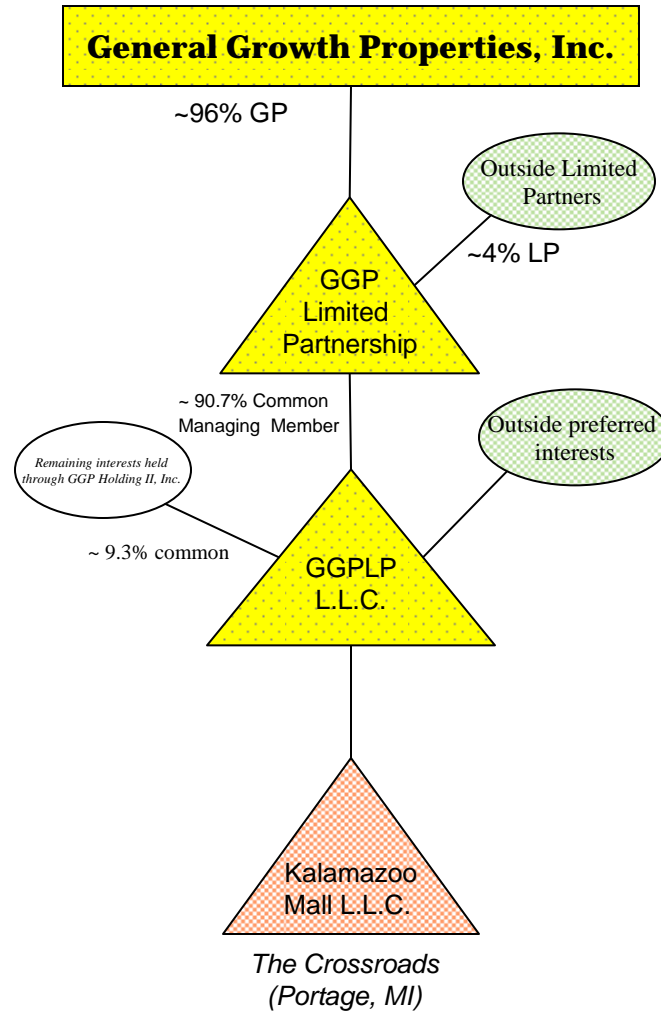 General Growth Properties, Inc.
~96% GP
Outside Limited
Partners
~4% LP
GGP
Limited
Partnership
~ 90.7% Common
Managing Member
Outside preferred
interests
Remaining interests held
through GGP Holding II, Inc.
~ 9.3% common
GGPLP
L.L.C.
Kalamazoo
Mall L.L.C.
The Crossroads
(Portage, MI)